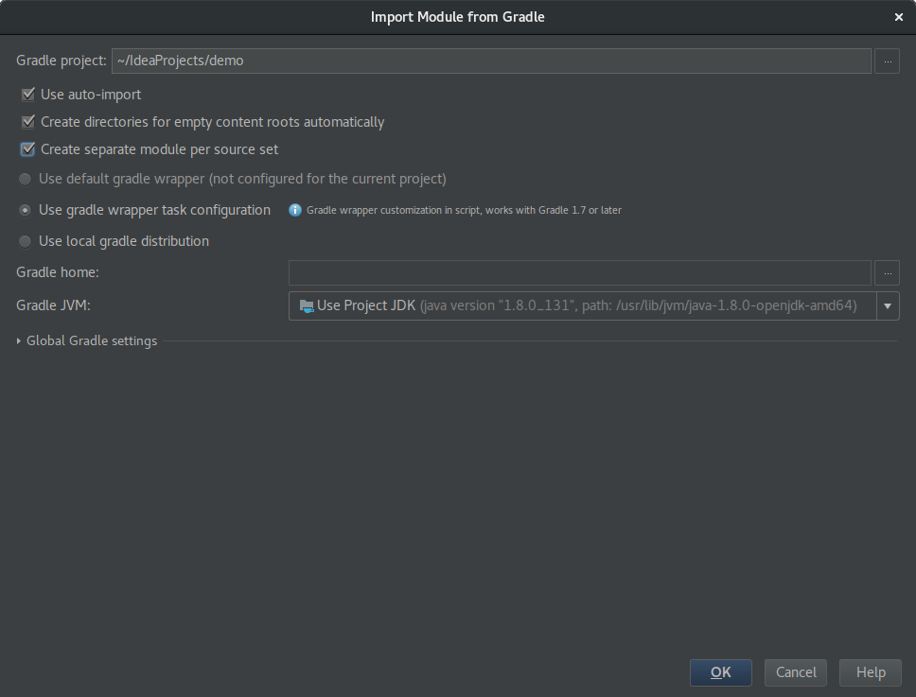 Import Module from Gradle
Gradle project: ~/IdeaProjects/demo ...
Use auto-import
Create directories for empty content roots automatically
Create separate module per source set
Use default gradle wrapper (not configured for the current project)
Use gradle wrapper task configuration Gradle wrapper customization in script, works with Gradle 1.7 or later
Use local gradle distribution
Gradle home: ...
Gradle JVM: Use Project JDK (java version "1.8.0_131", path: /usr/lib/jvm/java-1.8.0-openjdk-amd64)
Global Gradle settings
OK Cancel Help